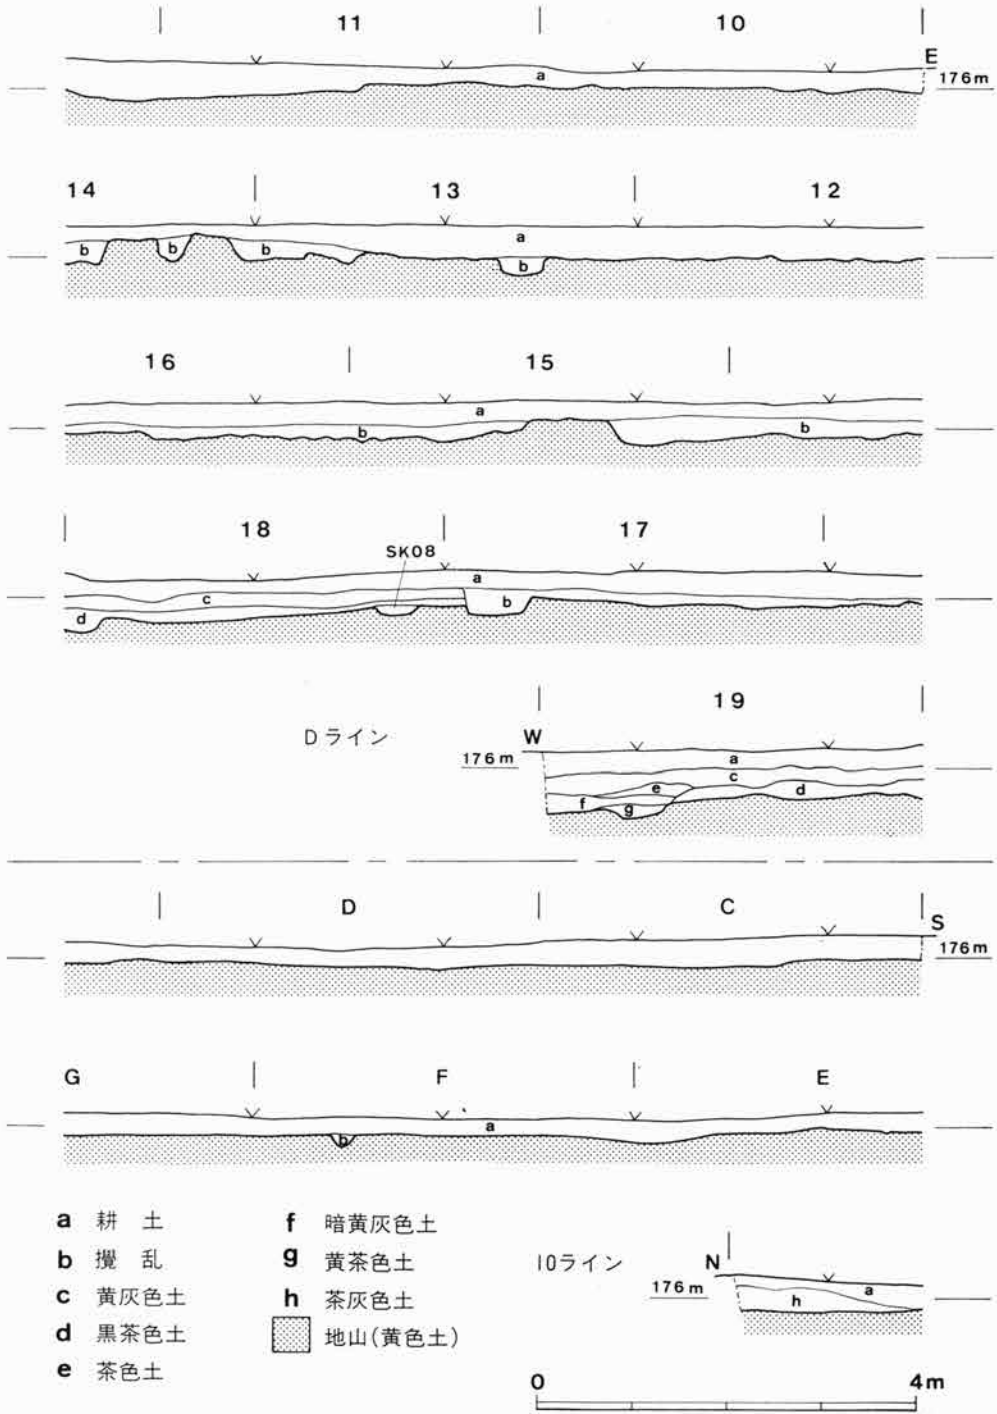 11 10
a
E
176m
14 13 12
a
b b b
b
16 15
a
b b
18 17
SK08
a
c b
d
19
Dライン W
176m
a
c
e d
f
g
D C
S
176m
G F E
a
b
a 耕 土
b 攪 乱
c 黄灰色土
d 黒茶色土
e 茶色土
f 暗黄灰色土
g 黄茶色土
h 茶灰色土
地山(黄色土)
10ライン N
176m
a
h
0 4m